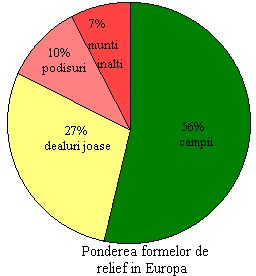 7%
munti
inalti
10%
podisuri
56%
campii
27%
dealuri joase
Ponderea formelor de
relief in Europa